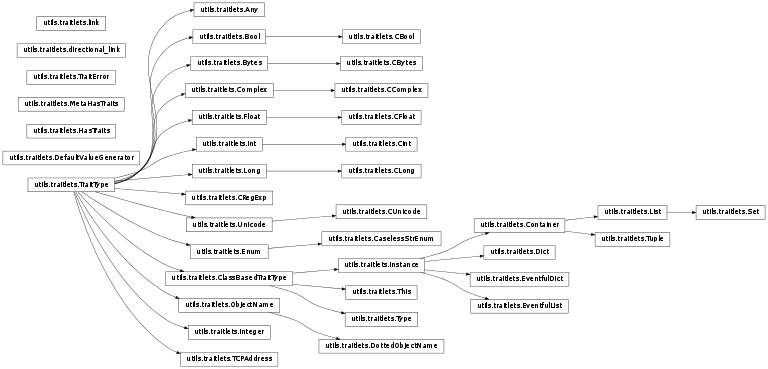 utils.traitlets.Any
utils.traitlets.link
utils.traitlets.Bool
utils.traitlets.CBool
utils.traitlets.directional_link
utils.traitlets.Bytes
utils.traitlets.CBytes
utils.traitlets.TraitError
utils.traitlets.Complex
utils.traitlets.CComplex
utils.traitlets.MetaHasTraits
utils.traitlets.Float
utils.traitlets.CFloat
utils.traitlets.HasTraits
utils.traitlets.Int
utils.traitlets.CInt
utils.traitlets.DefaultValueGenerator
utils.traitlets.Long
utils.traitlets.CLong
utils.traitlets.TraitType
utils.traitlets.CRegExp
utils.traitlets.CUnicode
utils.traitlets.List
utils.traitlets.Set
utils.traitlets.Unicode
utils.traitlets.Container
utils.traitlets.CaselessStrEnum
utils.traitlets.Tuple
utils.traitlets.Enum
utils.traitlets.Dict
utils.traitlets.Instance
utils.traitlets.ClassBasedTraitType
utils.traitlets.EventfulDict
utils.traitlets.This
utils.traitlets.ObjectName
utils.traitlets.EventfulList
utils.traitlets.Type
utils.traitlets.Integer
utils.traitlets.DottedObjectName
utils.traitlets.TCPAddress